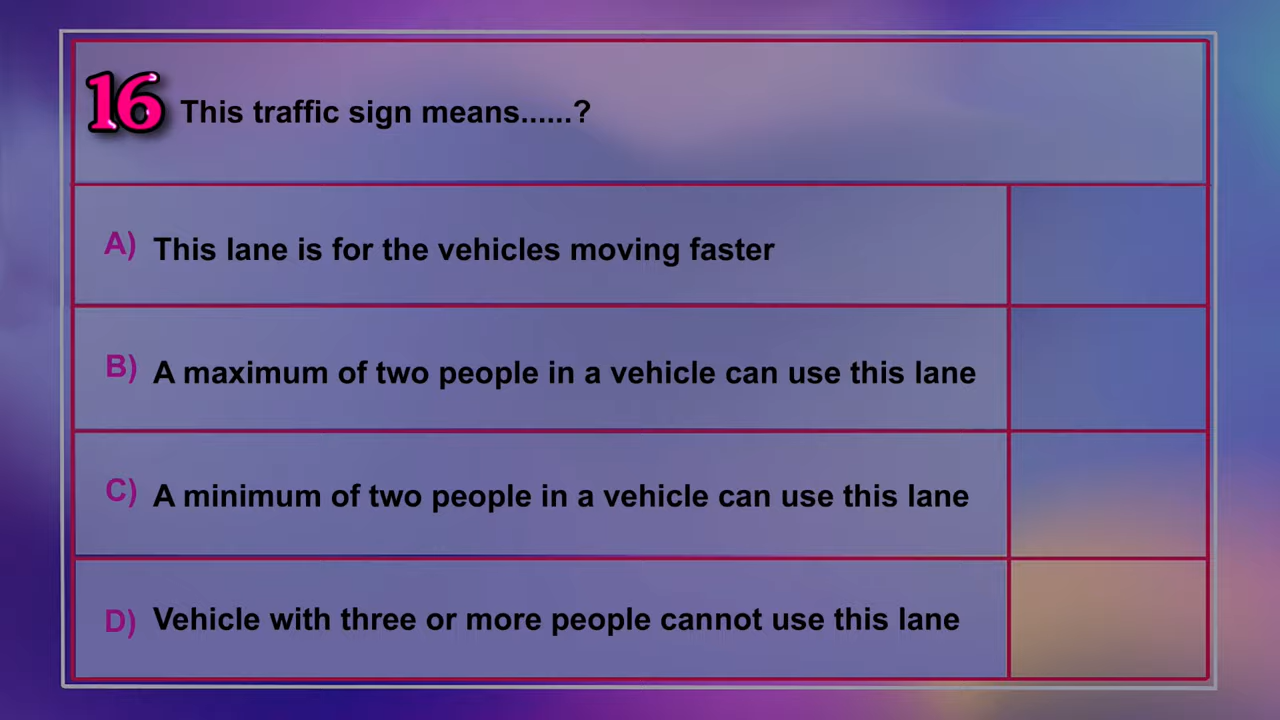 16 This traffic sign means......?
A) This lane is for the vehicles moving faster
B) A maximum of two people in a vehicle can use this lane
C) A minimum of two people in a vehicle can use this lane
D) Vehicle with three or more people cannot use this lane